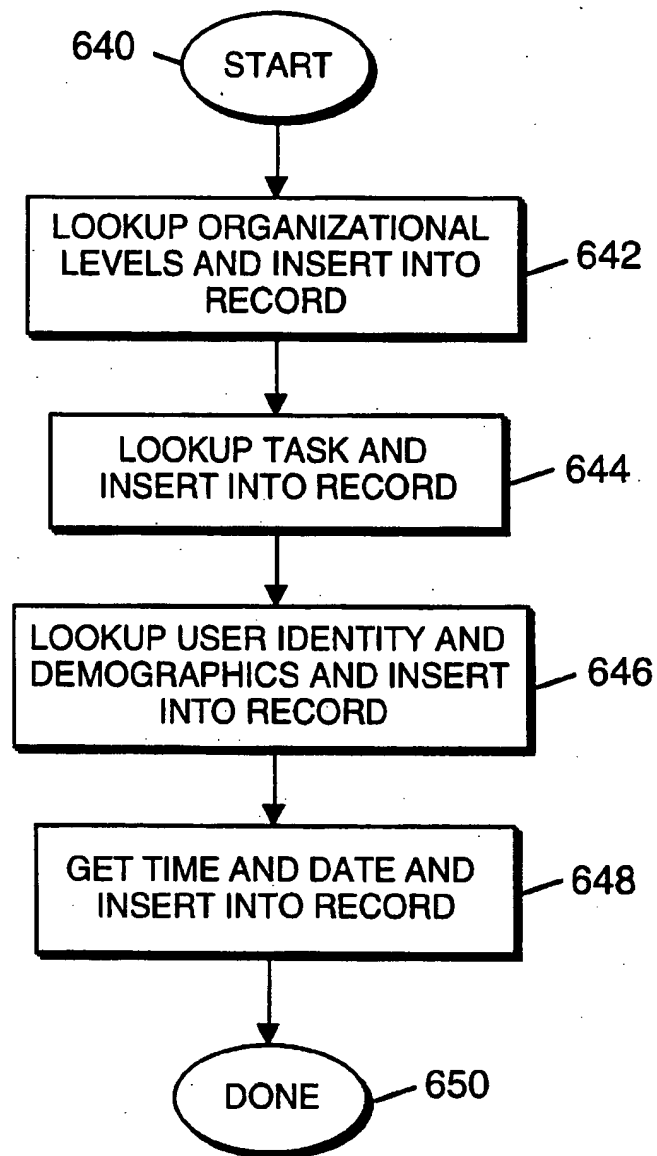 640
START
LOOKUP ORGANIZATIONAL
LEVELS AND INSERT INTO
RECORD
642
LOOKUP TASK AND
INSERT INTO RECORD
644
LOOKUP USER IDENTITY AND
DEMOGRAPHICS AND INSERT
INTO RECORD
646
GET TIME AND DATE AND
INSERT INTO RECORD
648
DONE
650